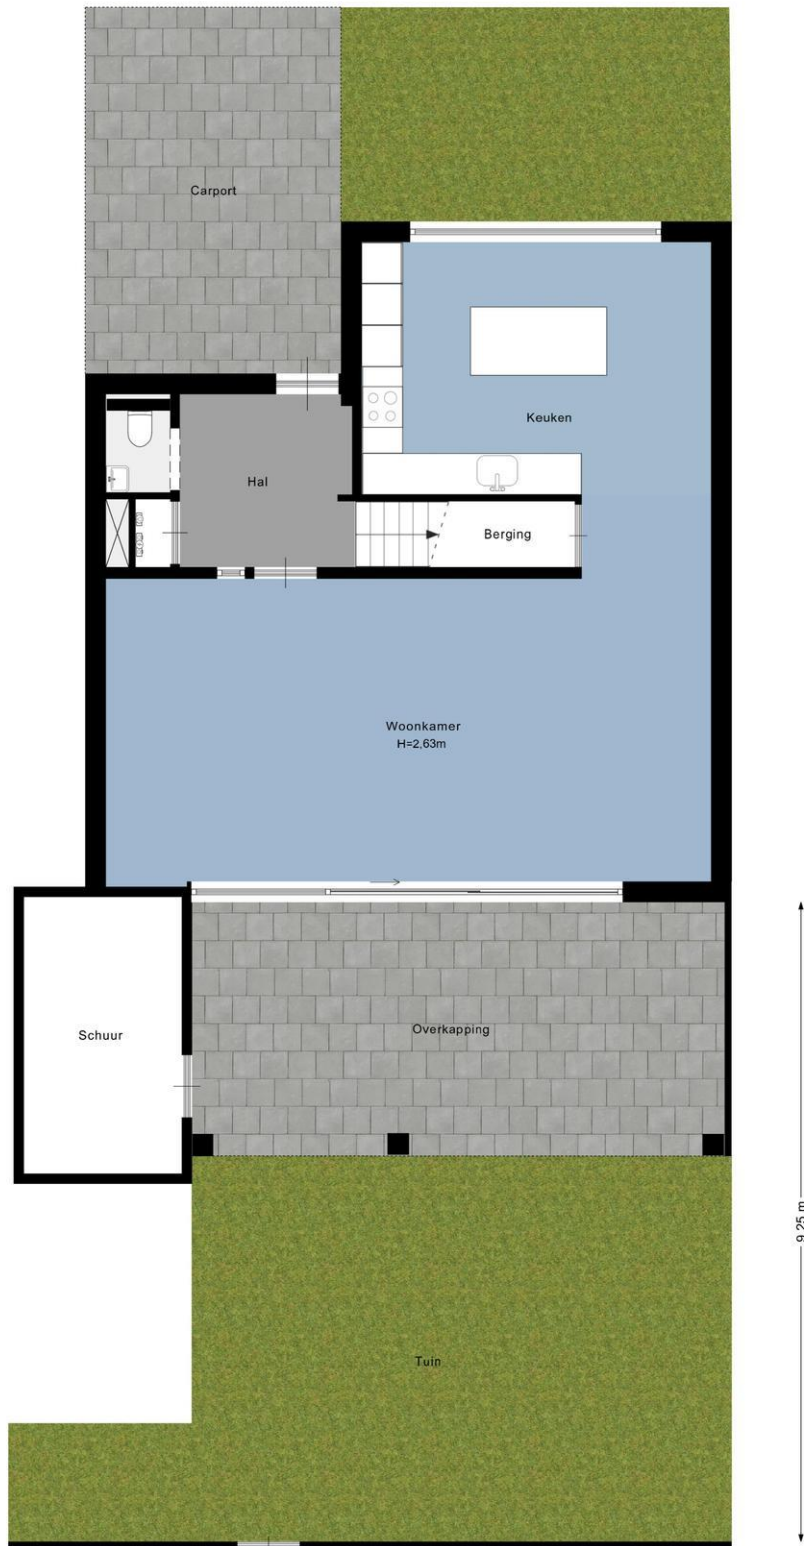 Carport
Keuken
Hal
Berging
Woonkamer
H=2,63m
Schuur
Overkapping
9.25 m
Tuin